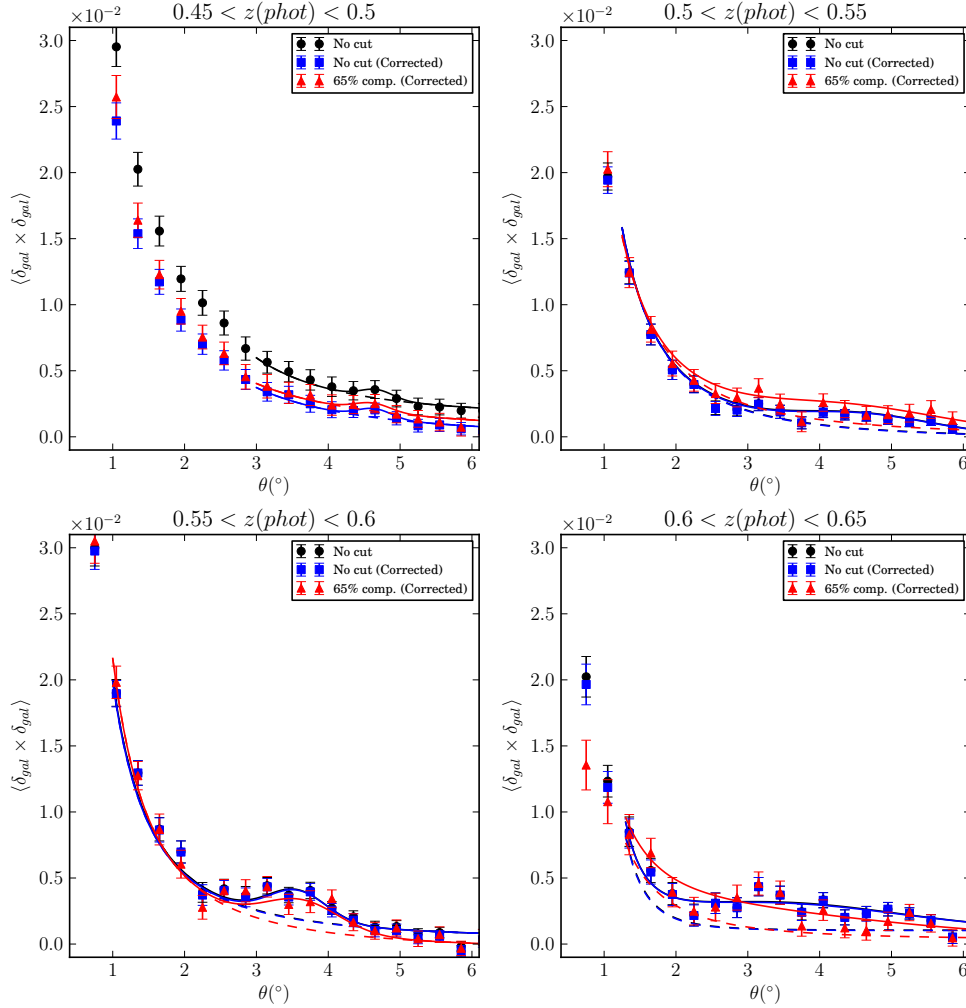 0.45 < z(phot) < 0.5
×10⁻²
3.0
2.5
2.0
1.5
1.0
0.5
0.0
⟨δ_gal × δ_gal⟩
No cut
No cut (Corrected)
65% comp. (Corrected)
1 2 3 4 5 6
θ(°)
0.5 < z(phot) < 0.55
×10⁻²
3.0
2.5
2.0
1.5
1.0
0.5
0.0
⟨δ_gal × δ_gal⟩
No cut
No cut (Corrected)
65% comp. (Corrected)
1 2 3 4 5 6
θ(°)
0.55 < z(phot) < 0.6
×10⁻²
3.0
2.5
2.0
1.5
1.0
0.5
0.0
⟨δ_gal × δ_gal⟩
No cut
No cut (Corrected)
65% comp. (Corrected)
1 2 3 4 5 6
θ(°)
0.6 < z(phot) < 0.65
×10⁻²
3.0
2.5
2.0
1.5
1.0
0.5
0.0
⟨δ_gal × δ_gal⟩
No cut
No cut (Corrected)
65% comp. (Corrected)
1 2 3 4 5 6
θ(°)